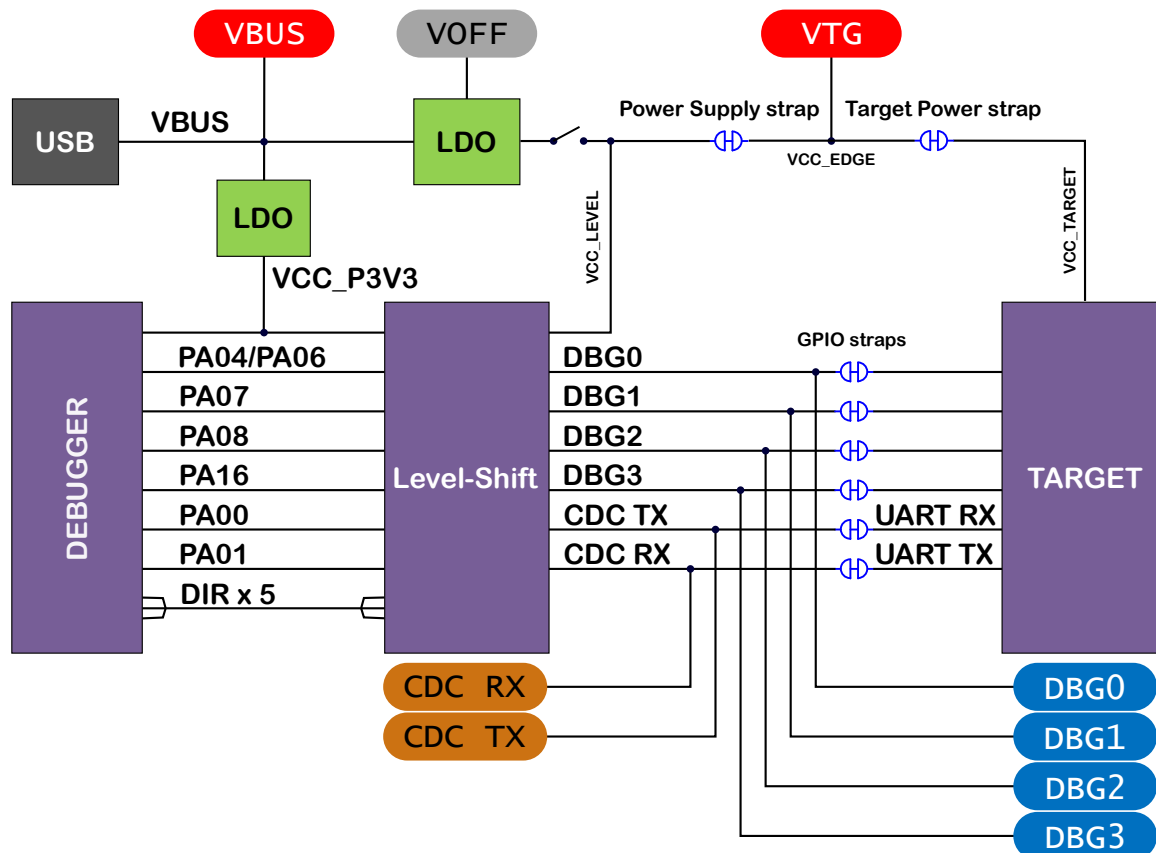 VBUS
VOFF
VTG
Power Supply strap
Target Power strap
USB
VBUS
LDO
VCC_EDGE
LDO
VCC_LEVEL
VCC_TARGET
VCC_P3V3
DEBUGGER
Level-Shift
TARGET
GPIO straps
PA04/PA06
DBG0
PA07
DBG1
PA08
DBG2
PA16
DBG3
PA00
CDC TX
UART RX
PA01
CDC RX
UART TX
DIR x 5
CDC RX
DBG0
CDC TX
DBG1
DBG2
DBG3